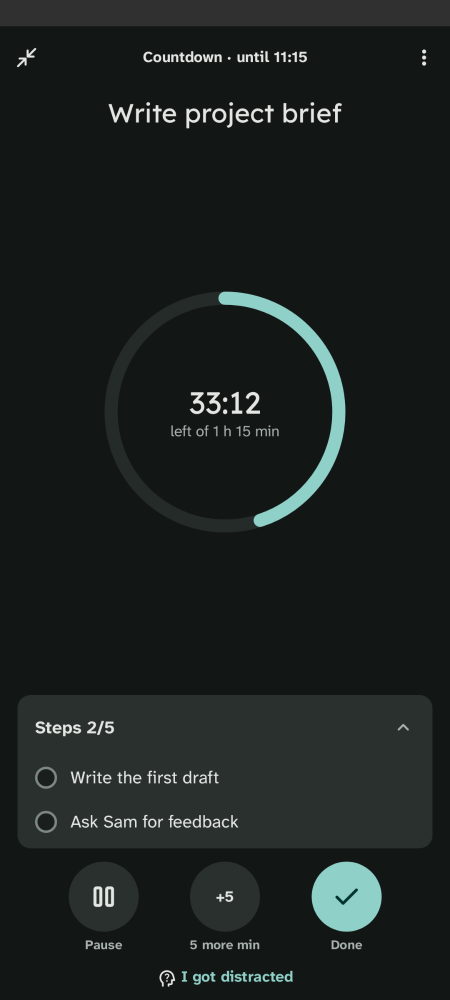 Countdown · until 11:15
Write project brief
33:12
left of 1 h 15 min
Steps 2/5
Write the first draft
Ask Sam for feedback
+5
Pause
5 more min
Done
I got distracted